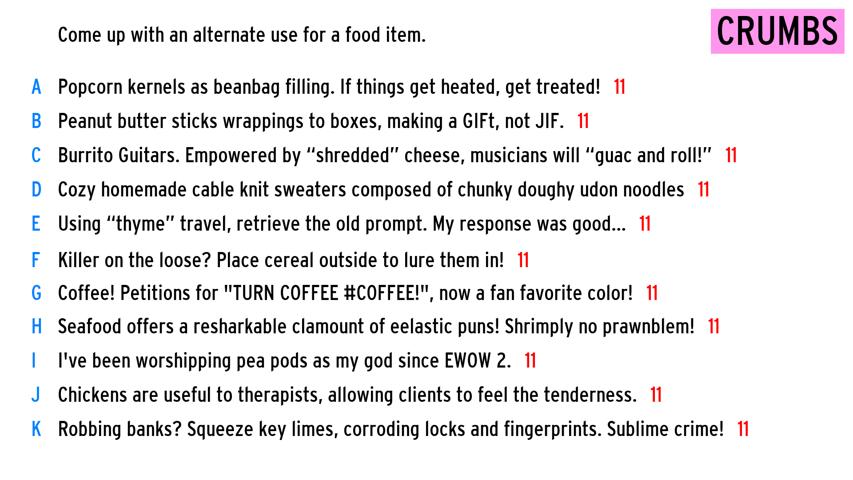 Come up with an alternate use for a food item.
CRUMBS
A Popcorn kernels as beanbag filling. If things get heated, get treated! 11
B Peanut butter sticks wrappings to boxes, making a GIFt, not JIF. 11
C Burrito Guitars. Empowered by “shredded” cheese, musicians will “guac and roll!” 11
D Cozy homemade cable knit sweaters composed of chunky doughy udon noodles 11
E Using “thyme” travel, retrieve the old prompt. My response was good... 11
F Killer on the loose? Place cereal outside to lure them in! 11
G Coffee! Petitions for "TURN COFFEE #COFFEE!", now a fan favorite color! 11
H Seafood offers a resharkable clamount of eelastic puns! Shrimply no prawnblem! 11
I I've been worshipping pea pods as my god since EWOW 2. 11
J Chickens are useful to therapists, allowing clients to feel the tenderness. 11
K Robbing banks? Squeeze key limes, corroding locks and fingerprints. Sublime crime! 11